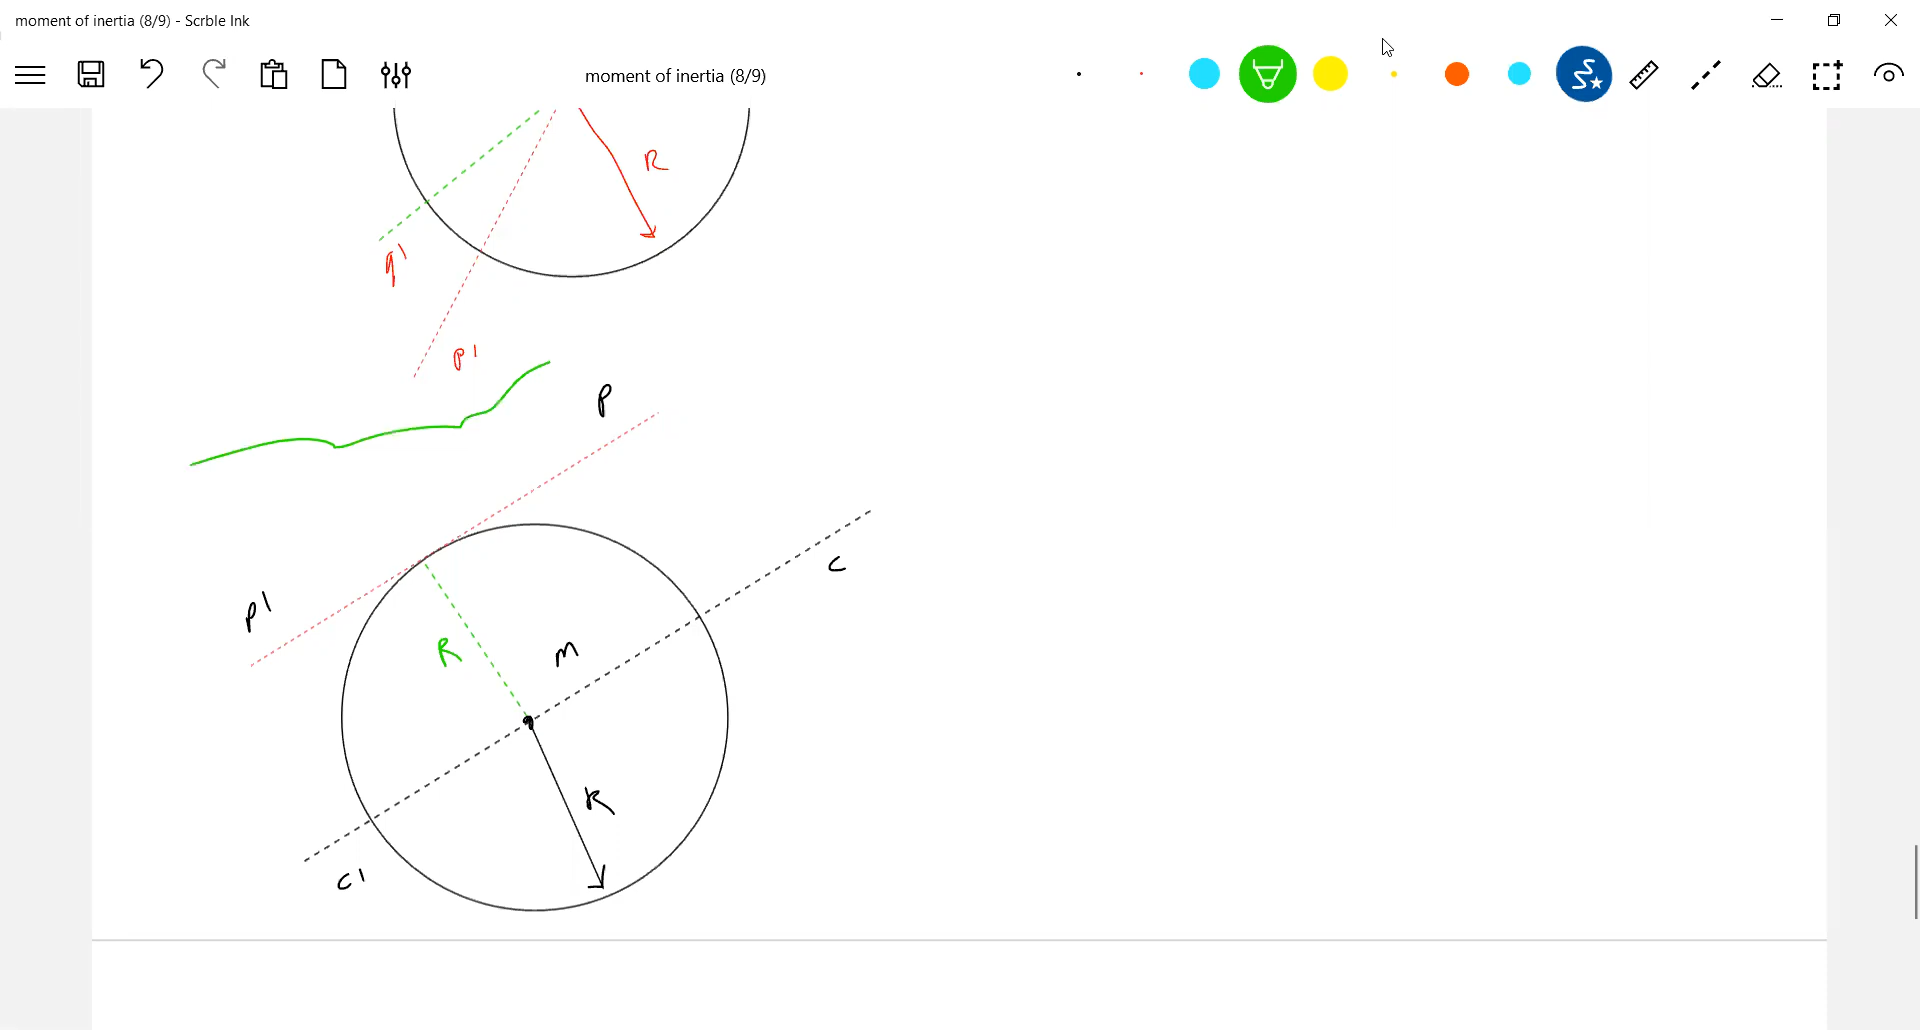 moment of inertia (8/9) - Scrble Ink
moment of inertia (8/9)
R
q'
p'
P
C
p'
R
M
R
c'